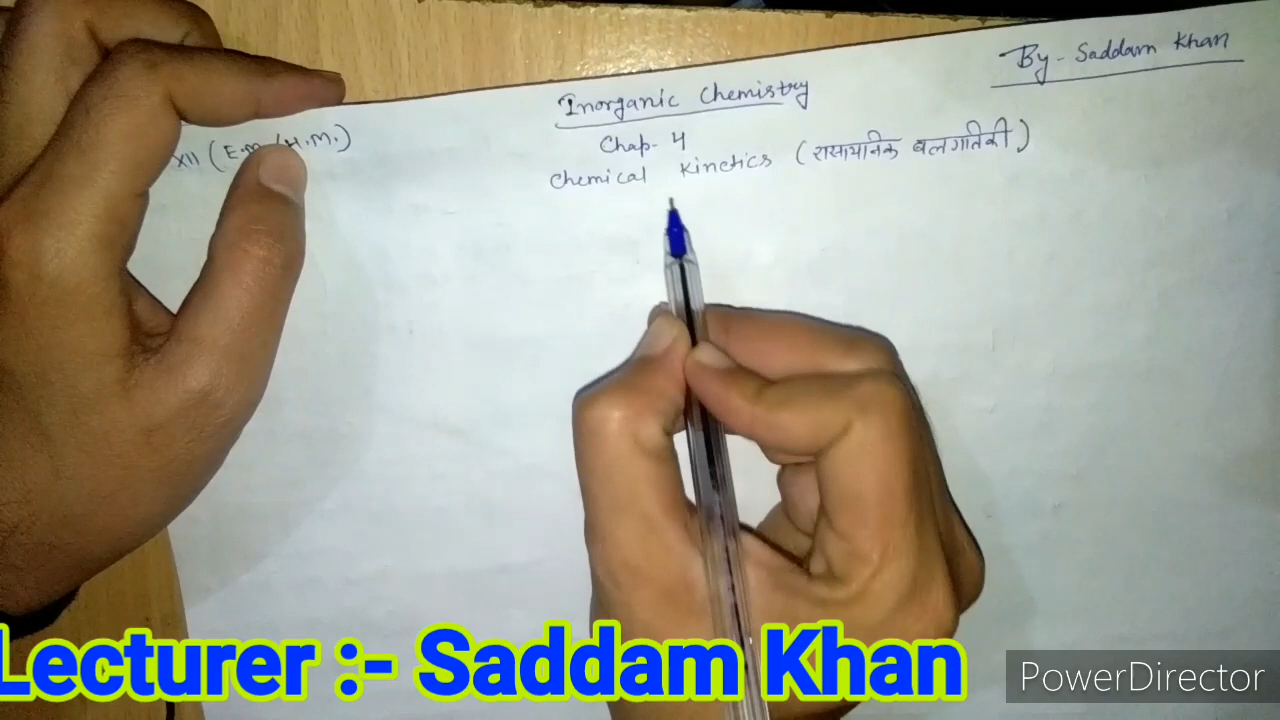 By - Saddam Khan
Inorganic Chemistry
XII (E.M./H.M.)
Chap- 4
Chemical Kinetics (रासायनिक बलगतिकी)
Lecturer :- Saddam Khan
PowerDirector